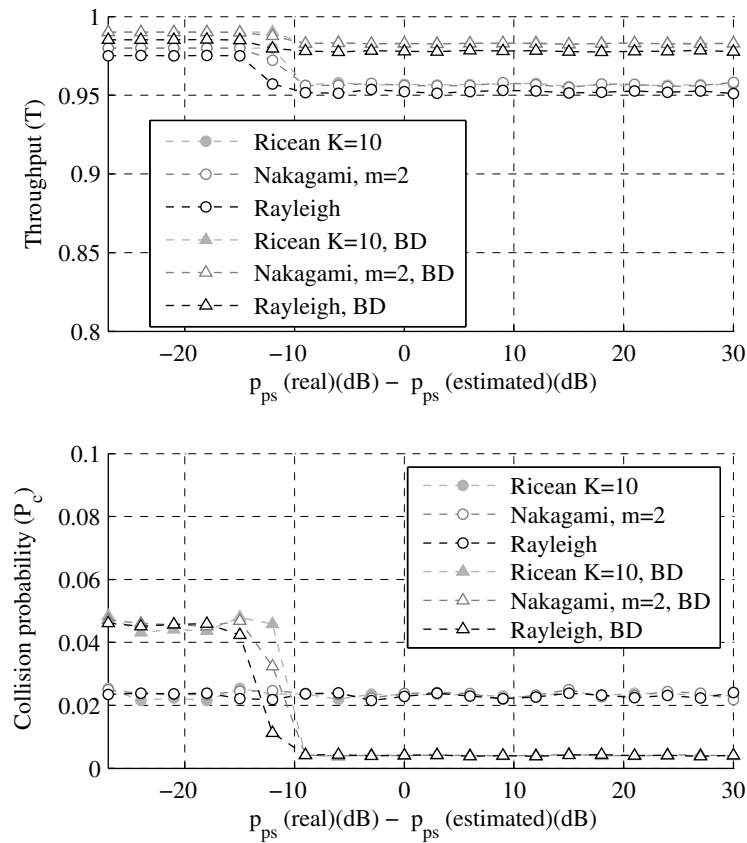 1
0.95
0.9
0.85
0.8
Throughput (T)
Ricean K=10
Nakagami, m=2
Rayleigh
Ricean K=10, BD
Nakagami, m=2, BD
Rayleigh, BD
−20 −10 0 10 20 30
p_ps (real)(dB) − p_ps (estimated)(dB)
0.1
0.08
0.06
0.04
0.02
0
Collision probability (P_c)
Ricean K=10
Nakagami, m=2
Rayleigh
Ricean K=10, BD
Nakagami, m=2, BD
Rayleigh, BD
−20 −10 0 10 20 30
p_ps (real)(dB) − p_ps (estimated)(dB)